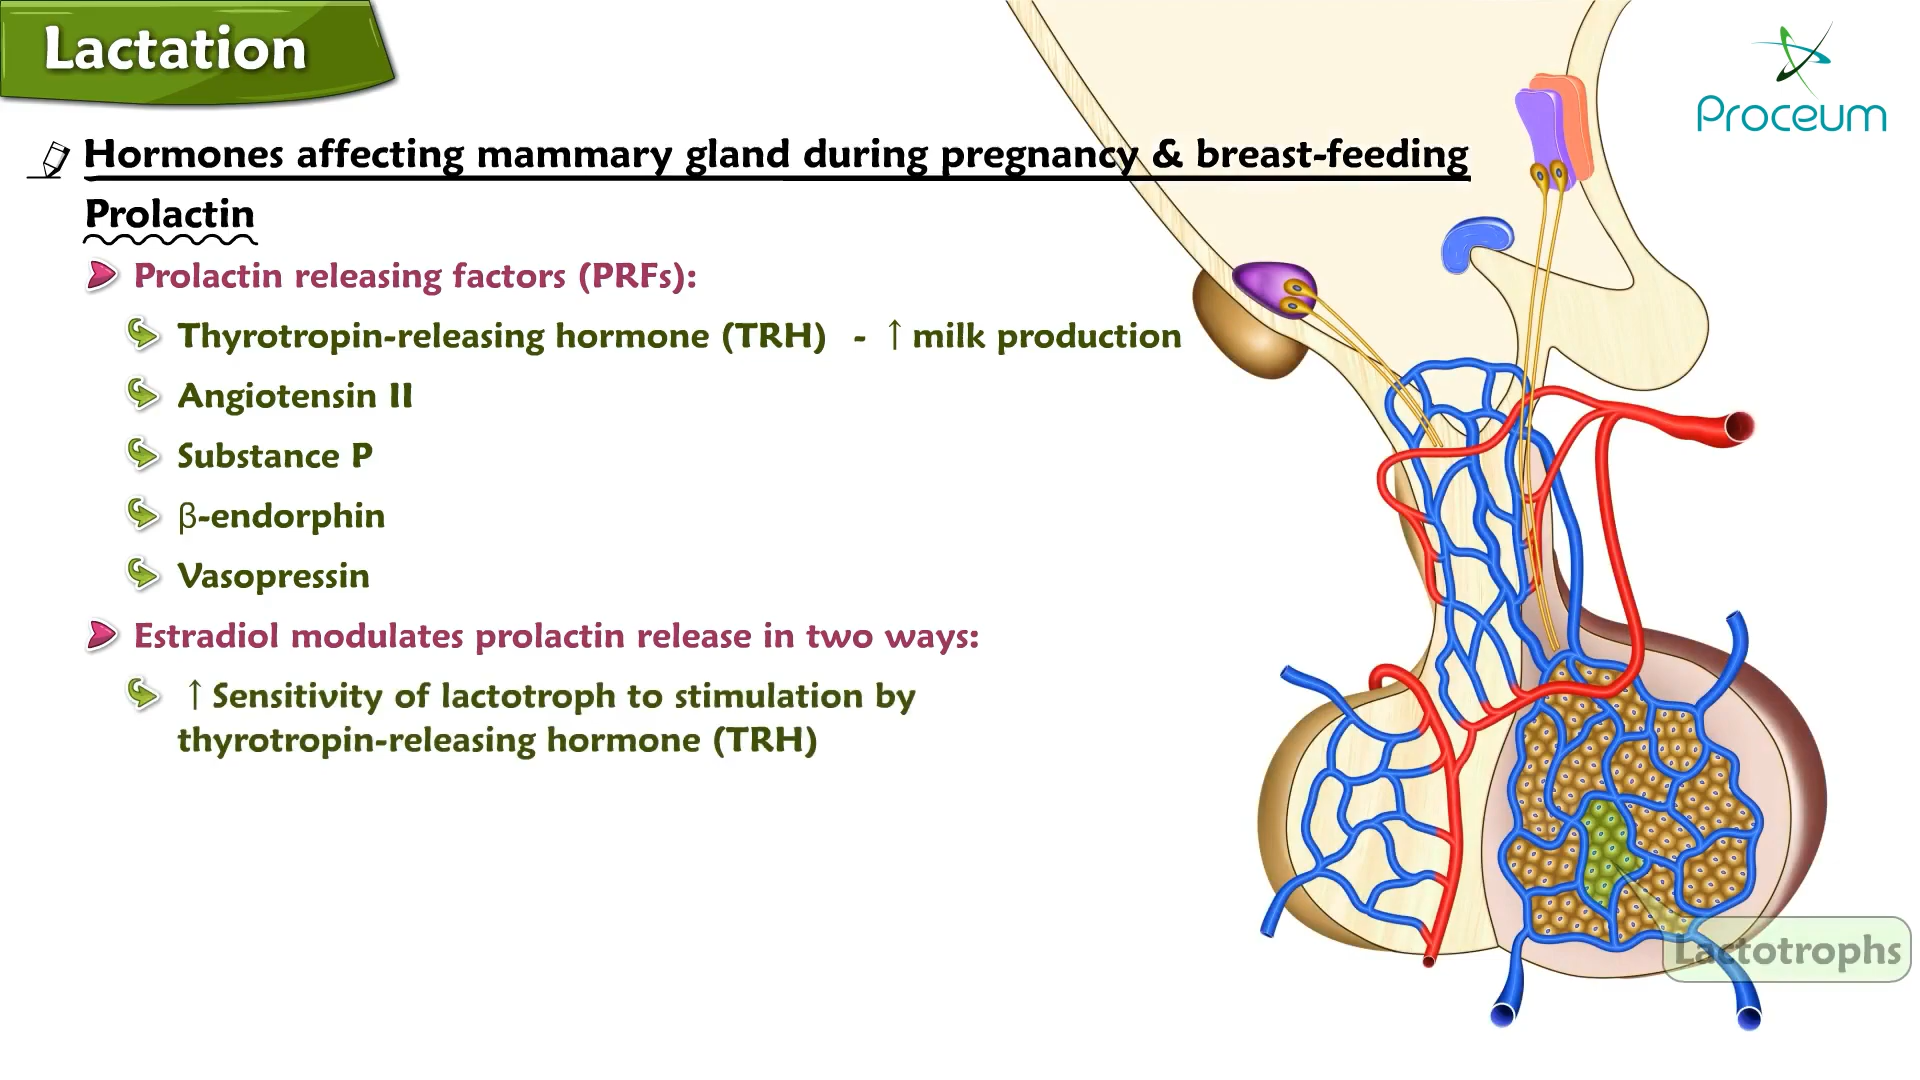 Lactation
Proceum
Hormones affecting mammary gland during pregnancy & breast-feeding
Prolactin
Prolactin releasing factors (PRFs):
Thyrotropin-releasing hormone (TRH) - ↑ milk production
Angiotensin II
Substance P
β-endorphin
Vasopressin
Estradiol modulates prolactin release in two ways:
↑ Sensitivity of lactotroph to stimulation by
thyrotropin-releasing hormone (TRH)
Lactotrophs